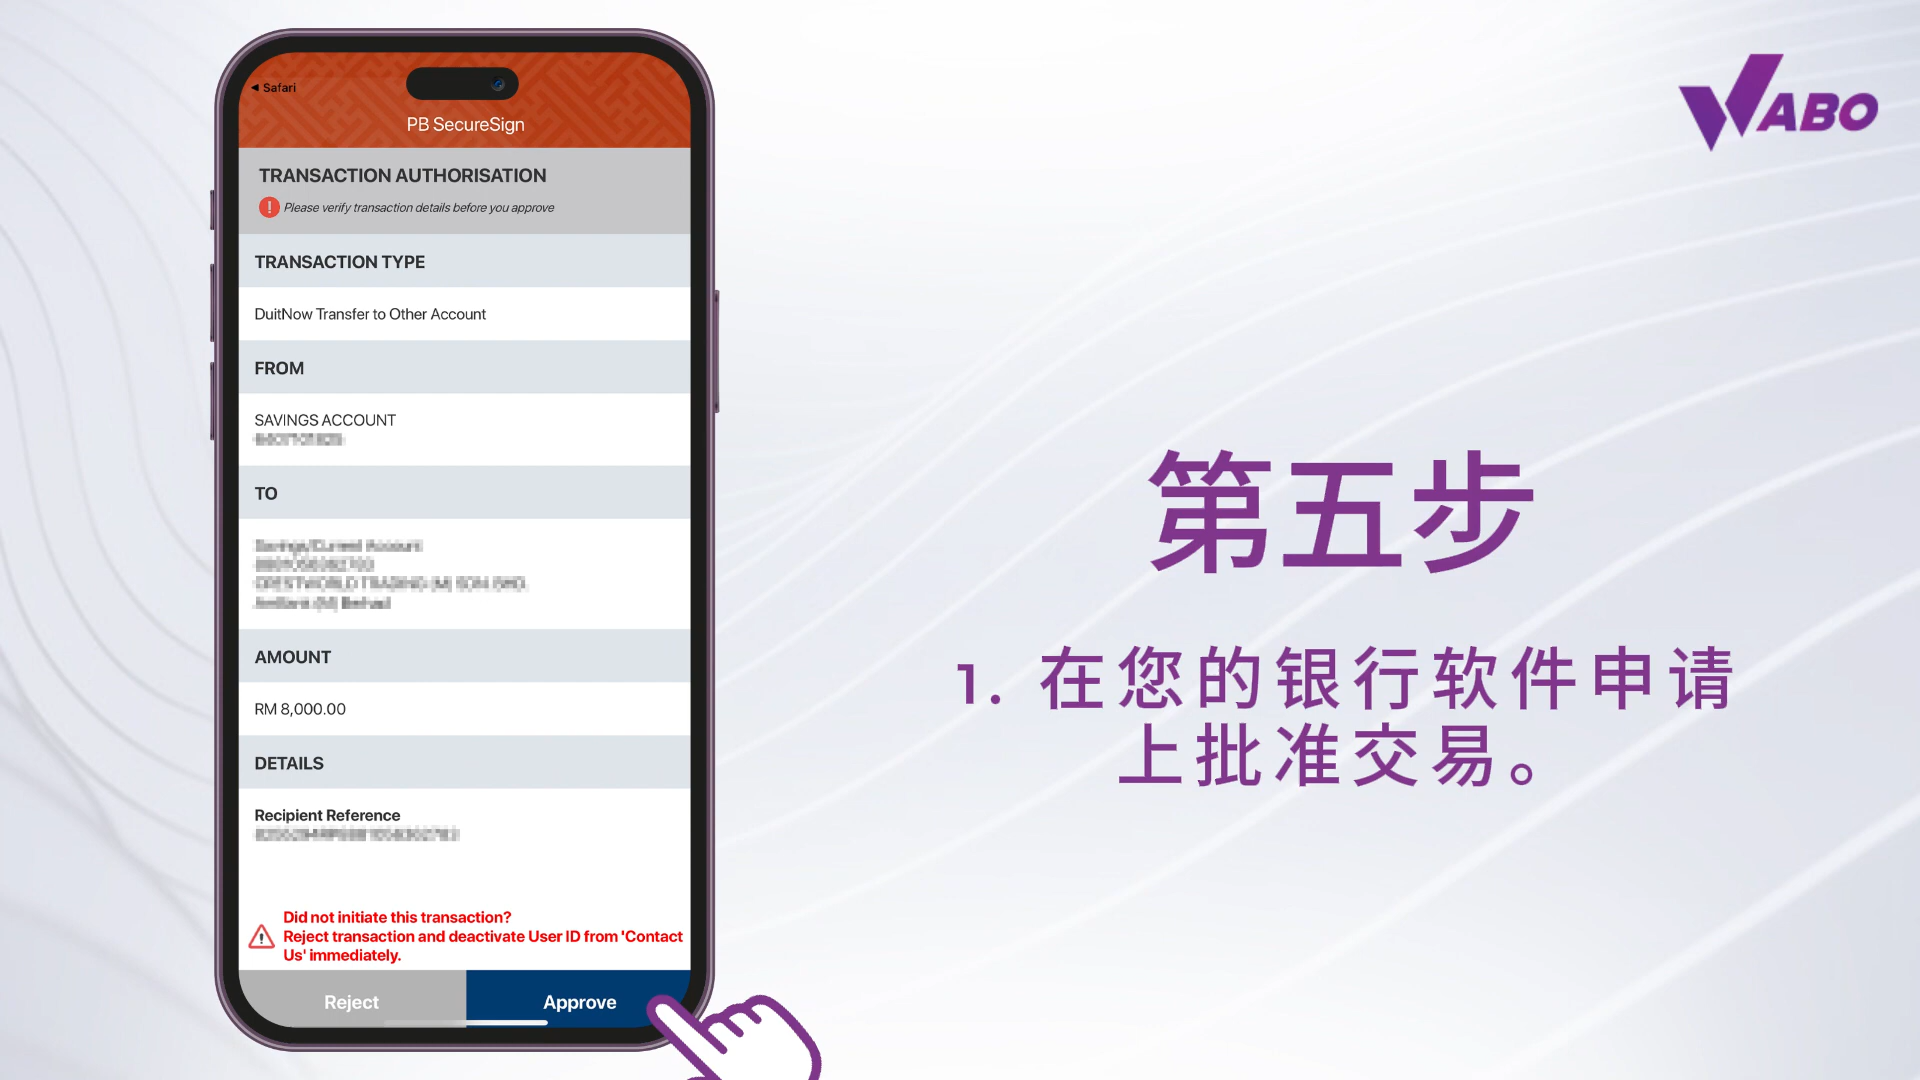 ◀ Safari
PB SecureSign
TRANSACTION AUTHORISATION
Please verify transaction details before you approve
TRANSACTION TYPE
DuitNow Transfer to Other Account
FROM
SAVINGS ACCOUNT
TO
AMOUNT
RM 8,000.00
DETAILS
Recipient Reference
Did not initiate this transaction?
Reject transaction and deactivate User ID from 'Contact
Us' immediately.
Reject
Approve
WABO
第五步
1. 在您的银行软件申请
上批准交易。